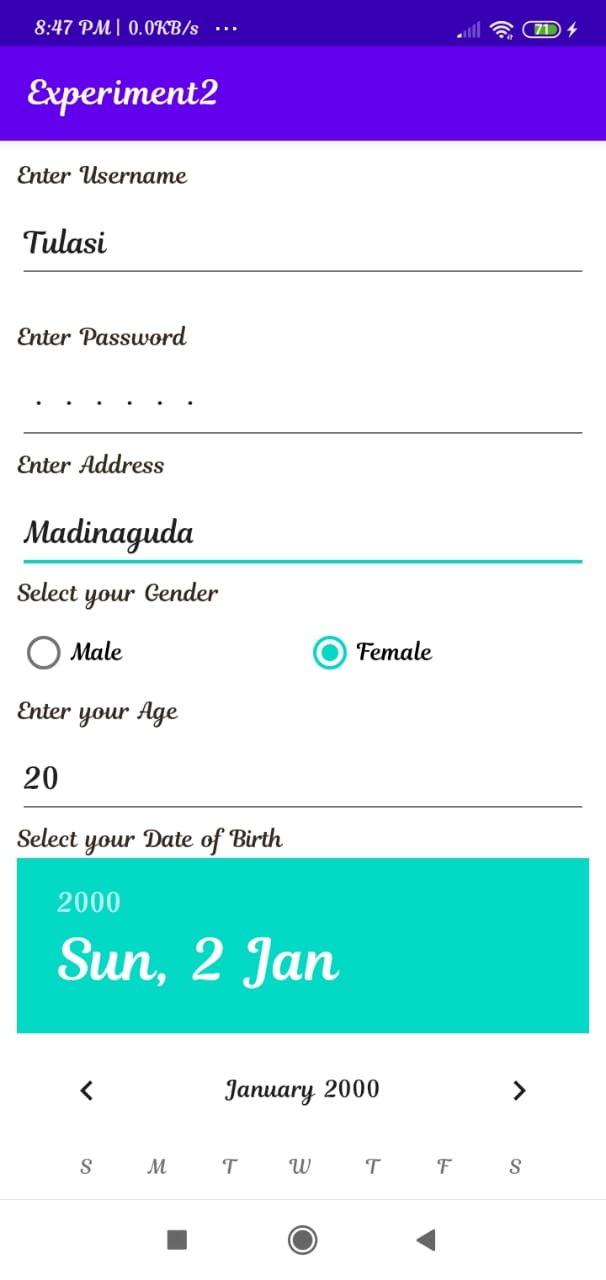 8:47 PM | 0.0KB/s ... 71
Experiment2
Enter Username
Tulasi
Enter Password
......
Enter Address
Madinaguda
Select your Gender
Male Female
Enter your Age
20
Select your Date of Birth
2000
Sun, 2 Jan
January 2000
S M T W T F S